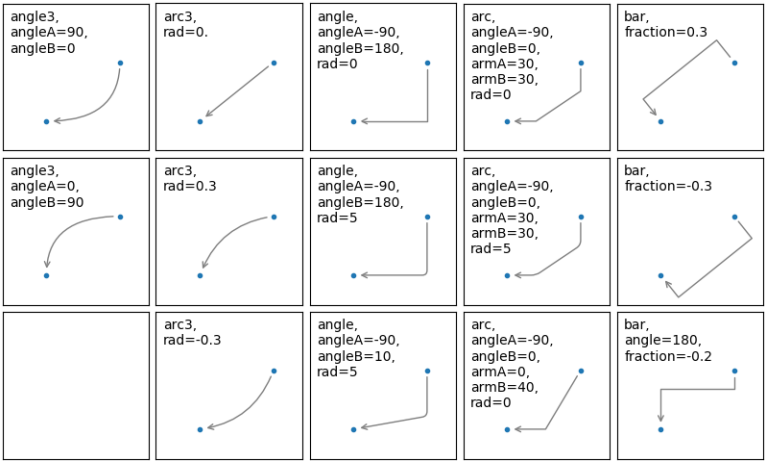 angle3,
angleA=90,
angleB=0
arc3,
rad=0.
angle,
angleA=-90,
angleB=180,
rad=0
arc,
angleA=-90,
angleB=0,
armA=30,
armB=30,
rad=0
bar,
fraction=0.3
angle3,
angleA=0,
angleB=90
arc3,
rad=0.3
angle,
angleA=-90,
angleB=180,
rad=5
arc,
angleA=-90,
angleB=0,
armA=30,
armB=30,
rad=5
bar,
fraction=-0.3
arc3,
rad=-0.3
angle,
angleA=-90,
angleB=10,
rad=5
arc,
angleA=-90,
angleB=0,
armA=0,
armB=40,
rad=0
bar,
angle=180,
fraction=-0.2